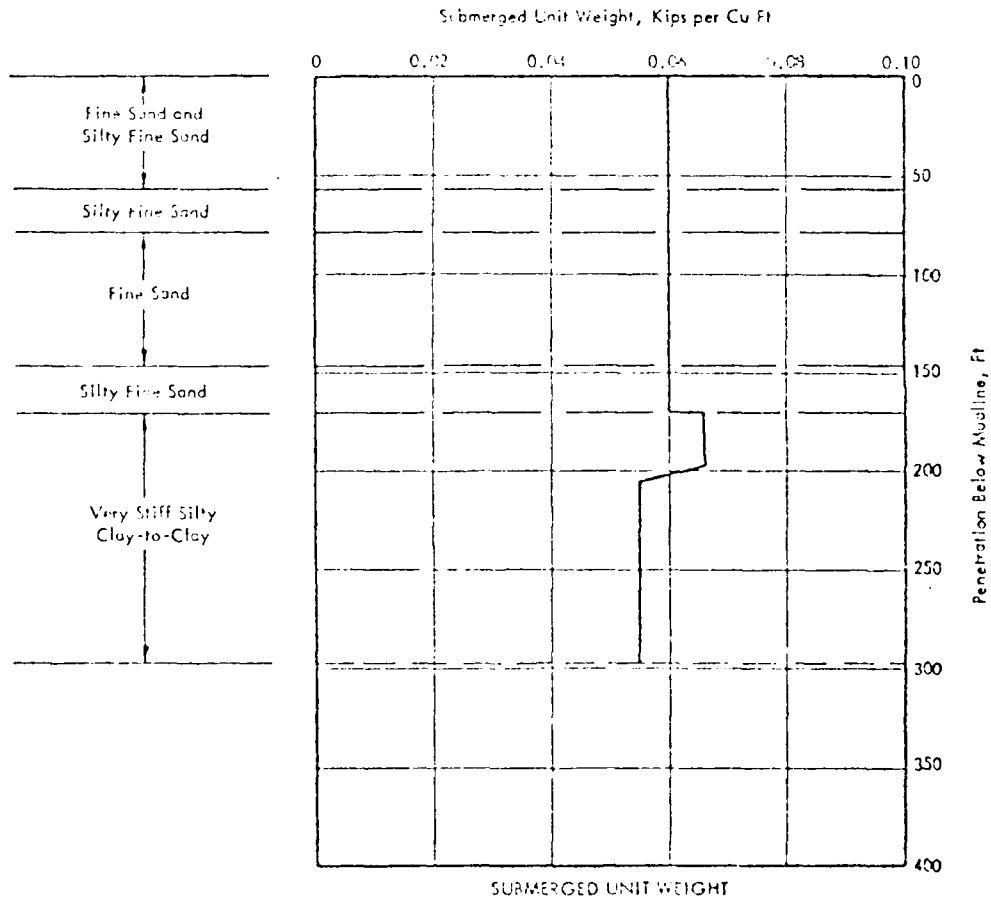 Submerged Unit Weight, Kips per Cu Ft
0 0.02 0.04 0.06 0.08 0.10
0
Fine Sand and
Silty Fine Sand
50
Silty Fine Sand
100
Fine Sand
150
Silty Fine Sand
200
Very Stiff Silty
Clay-to-Clay
250
300
350
400
Penetration Below Mudline, Ft
SUBMERGED UNIT WEIGHT